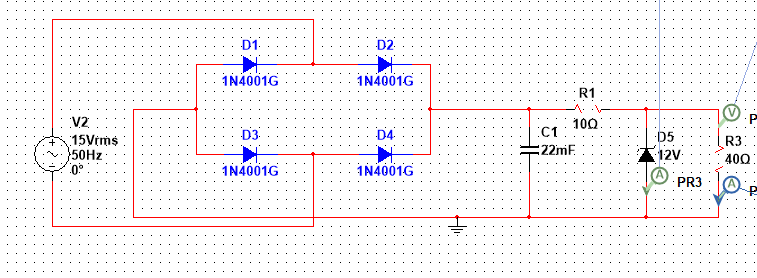 D1
D2
1N4001G
1N4001G
V2
15Vrms
50Hz
0°
D3
D4
1N4001G
1N4001G
C1
22mF
R1
10Ω
D5
12V
A
PR3
V
P
R3
40Ω
A
P